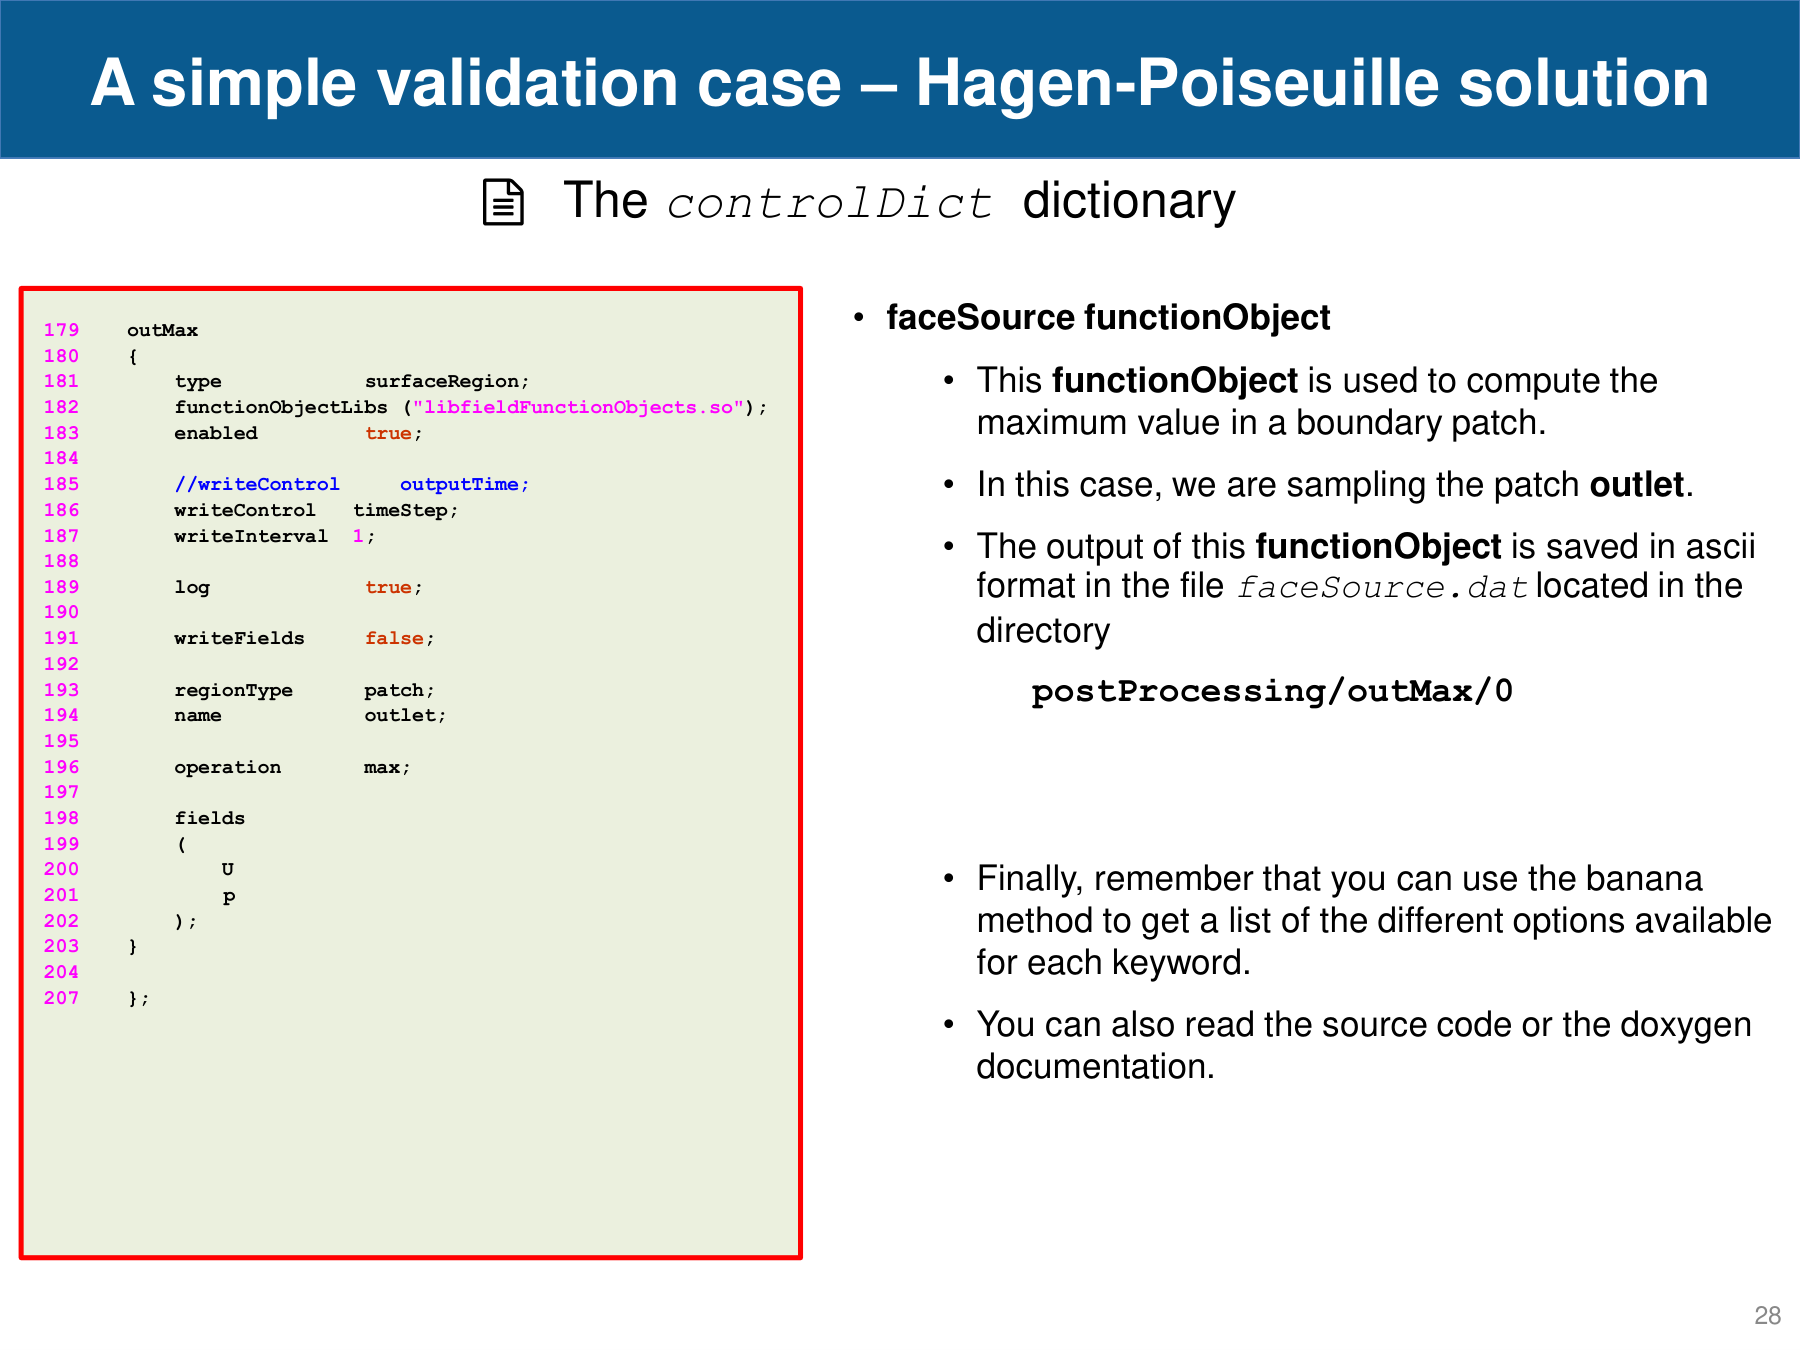 A simple validation case – Hagen-Poiseuille solution
The controlDict dictionary
179    outMax
180    {
181        type            surfaceRegion;
182        functionObjectLibs ("libfieldFunctionObjects.so");
183        enabled         true;
184
185        //writeControl     outputTime;
186        writeControl   timeStep;
187        writeInterval  1;
188
189        log             true;
190
191        writeFields     false;
192
193        regionType      patch;
194        name            outlet;
195
196        operation       max;
197
198        fields
199        (
200            U
201            p
202        );
203    }
204
207    };
• faceSource functionObject
• This functionObject is used to compute the
maximum value in a boundary patch.
• In this case, we are sampling the patch outlet.
• The output of this functionObject is saved in ascii
format in the file faceSource.dat located in the
directory
postProcessing/outMax/0
• Finally, remember that you can use the banana
method to get a list of the different options available
for each keyword.
• You can also read the source code or the doxygen
documentation.
28